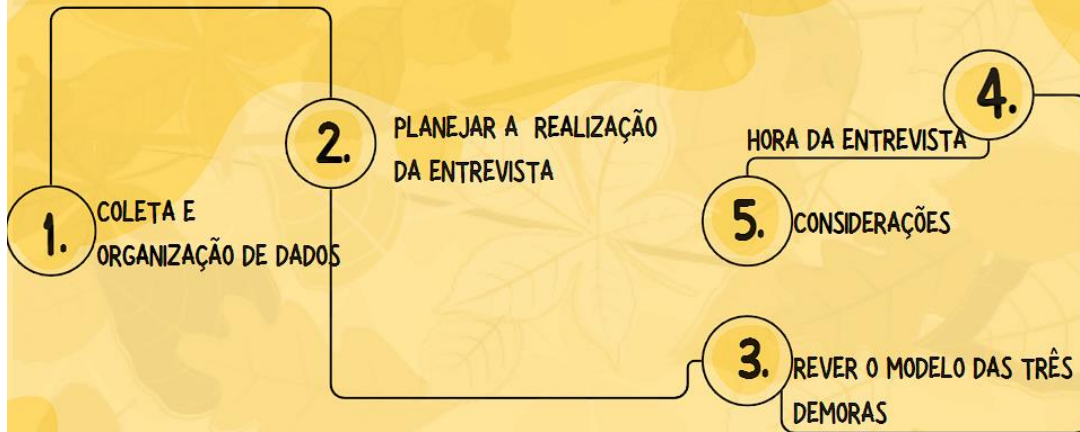 1.
COLETA E
ORGANIZAÇÃO DE DADOS
2.
PLANEJAR A REALIZAÇÃO
DA ENTREVISTA
3.
REVER O MODELO DAS TRÊS
DEMORAS
4.
HORA DA ENTREVISTA
5.
CONSIDERAÇÕES